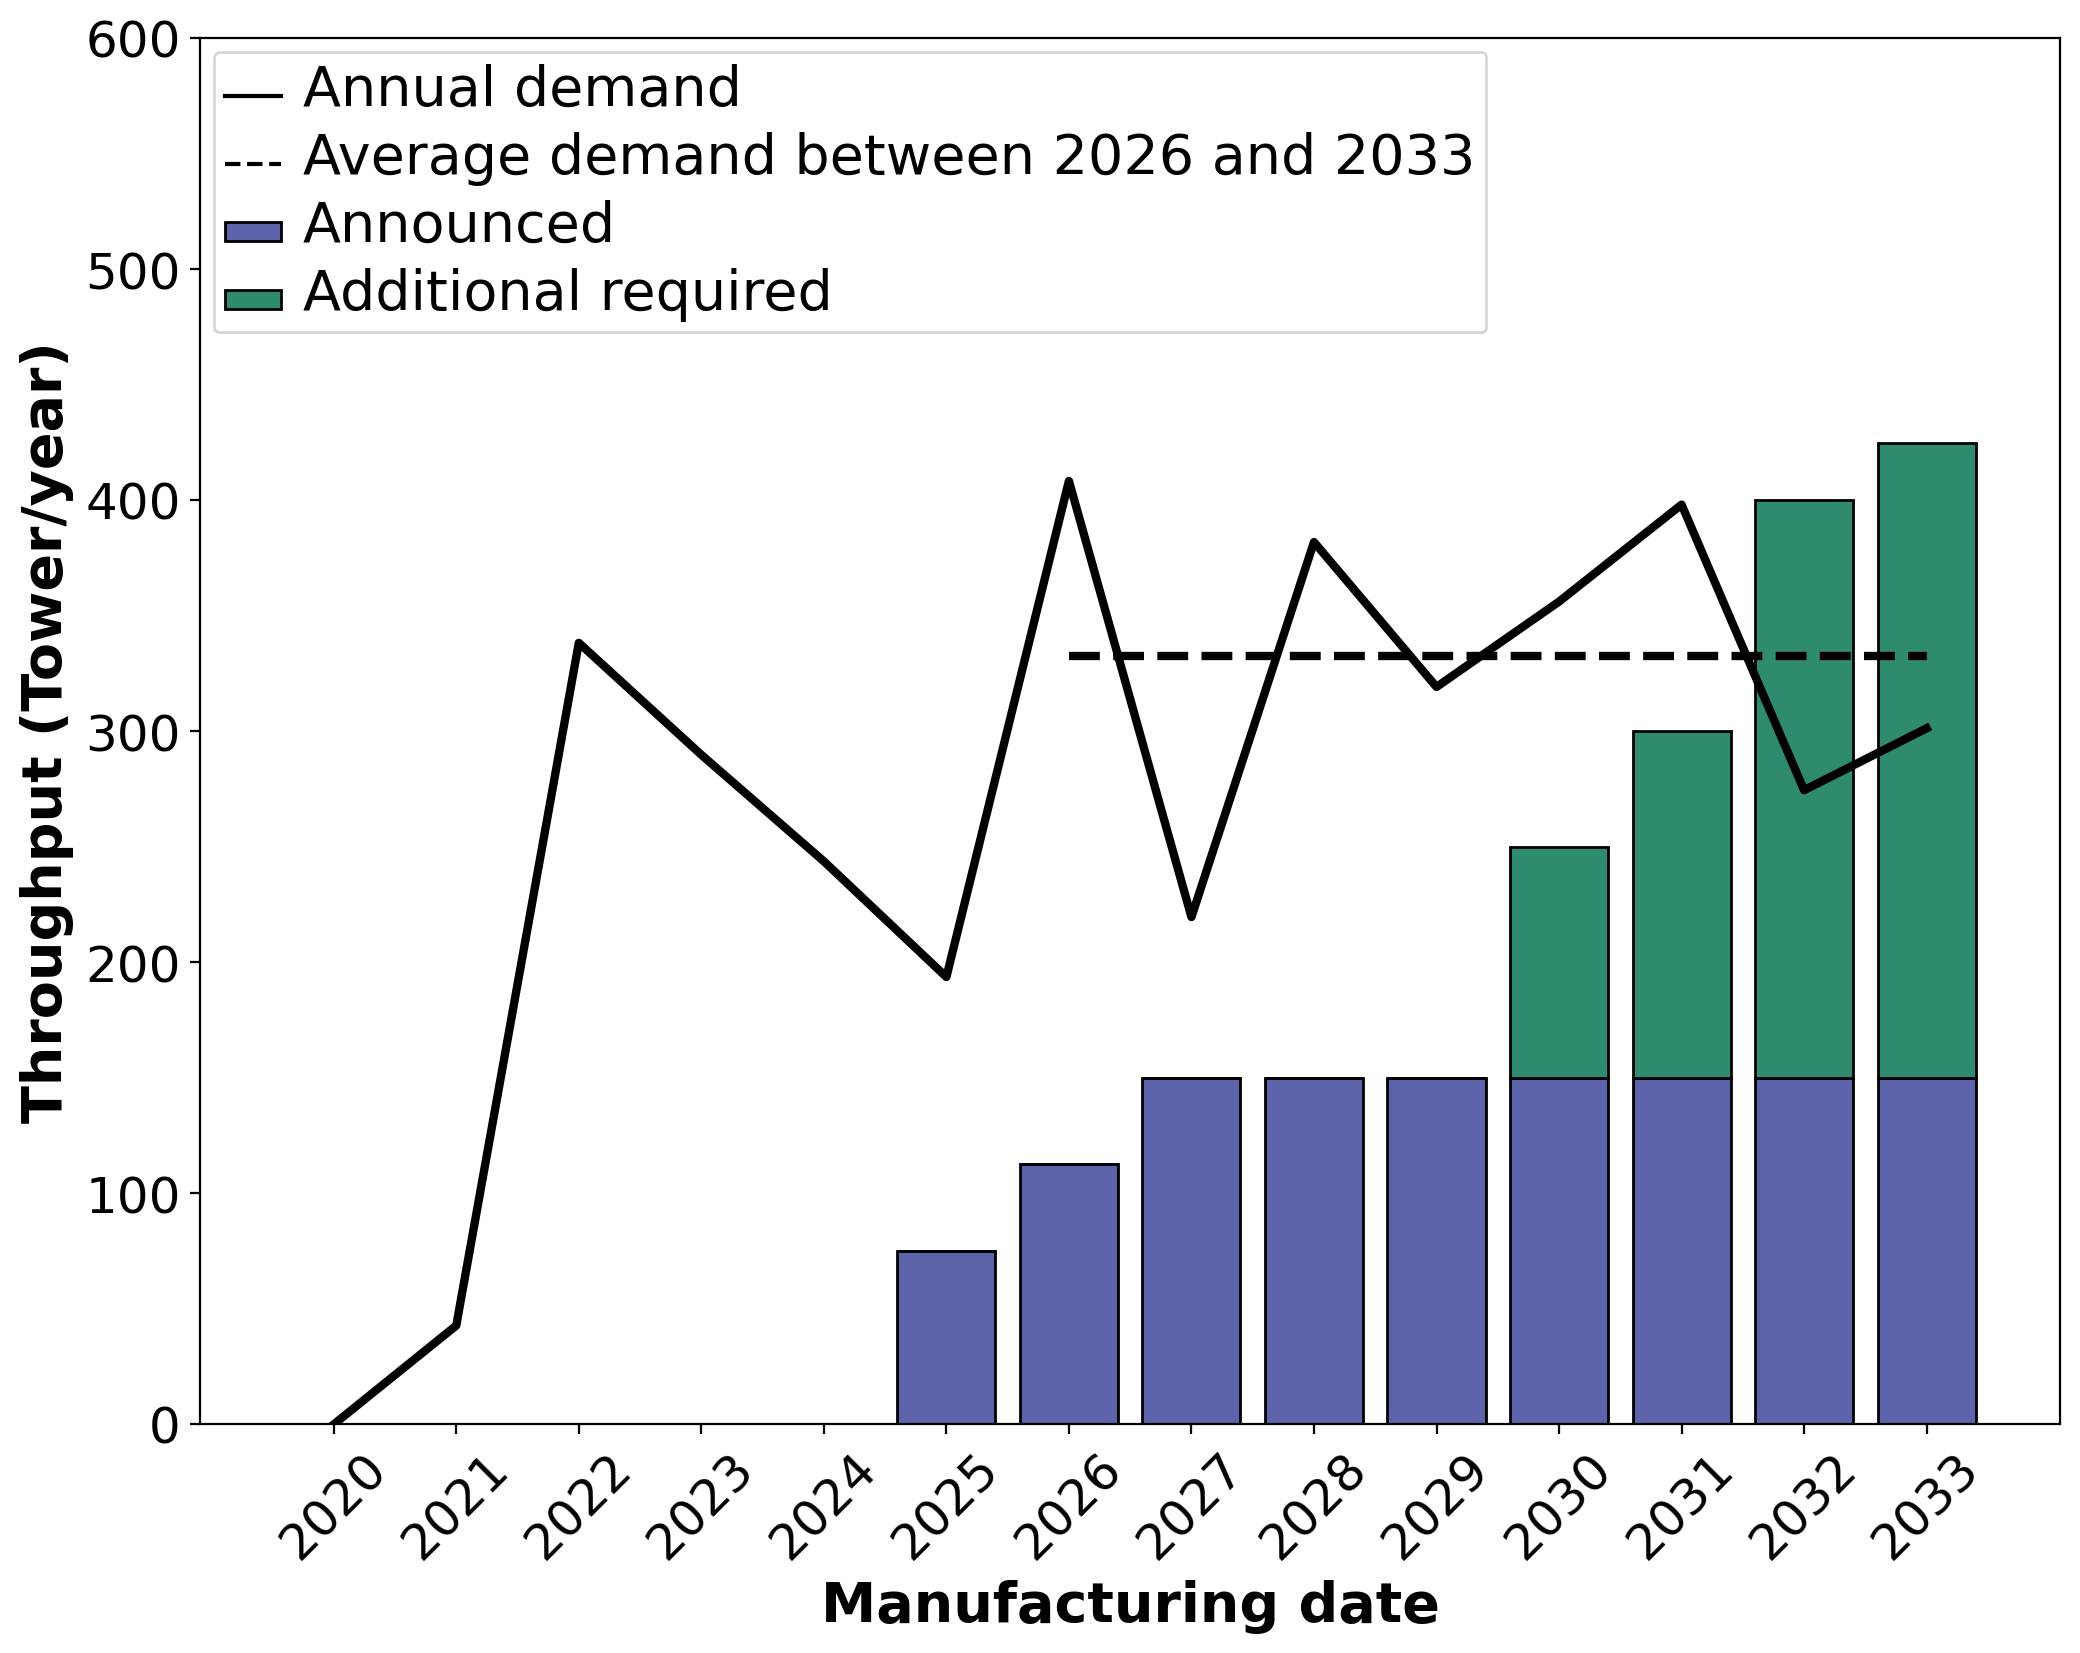 Annual demand
Average demand between 2026 and 2033
Announced
Additional required
Throughput (Tower/year)
600
500
400
300
200
100
0
2020 2021 2022 2023 2024 2025 2026 2027 2028 2029 2030 2031 2032 2033
Manufacturing date